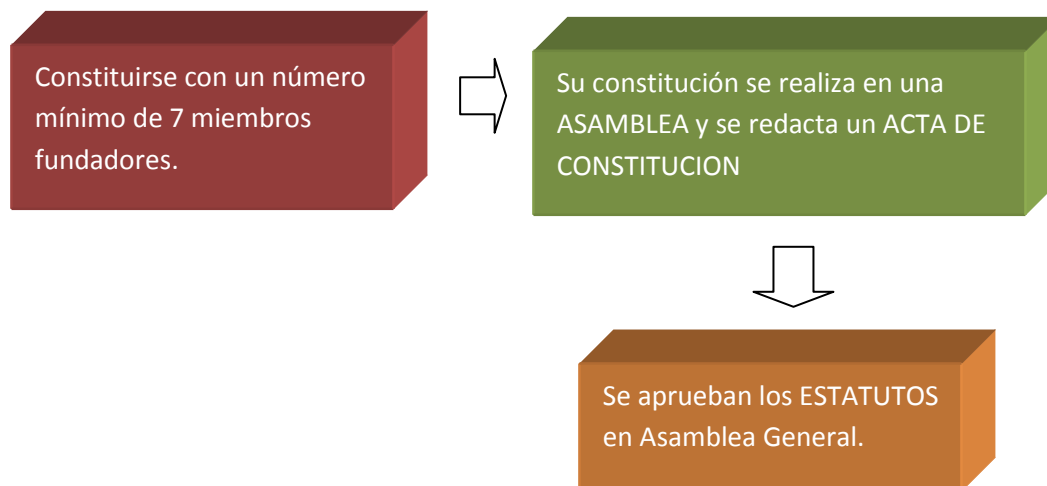 Constituirse con un número
mínimo de 7 miembros
fundadores.
Su constitución se realiza en una
ASAMBLEA y se redacta un ACTA DE
CONSTITUCION
Se aprueban los ESTATUTOS
en Asamblea General.